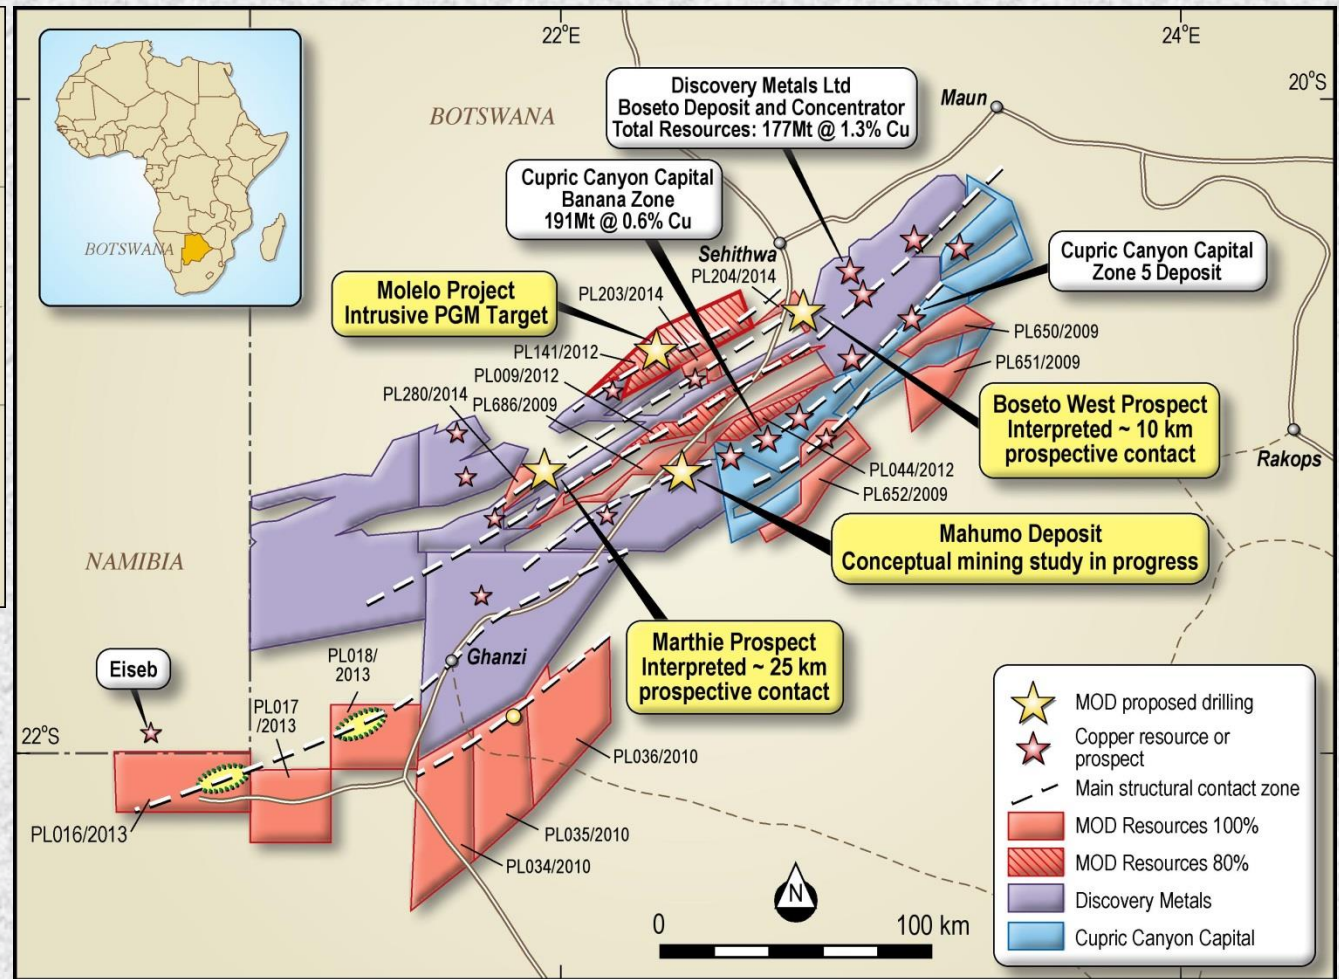 22°E
24°E
20°S
BOTSWANA
Discovery Metals Ltd
Boseto Deposit and Concentrator
Total Resources: 177Mt @ 1.3% Cu
Maun
Cupric Canyon Capital
Banana Zone
191Mt @ 0.6% Cu
BOTSWANA
Sehithwa
PL204/2014
Cupric Canyon Capital
Zone 5 Deposit
Molelo Project
Intrusive PGM Target
PL203/2014
PL141/2012
PL009/2012
PL280/2014
PL686/2009
PL650/2009
PL651/2009
Boseto West Prospect
Interpreted ~ 10 km
prospective contact
Rakops
PL044/2012
PL652/2009
Mahumo Deposit
Conceptual mining study in progress
NAMIBIA
Marthie Prospect
Interpreted ~ 25 km
prospective contact
Ghanzi
Eiseb
PL018/
2013
PL017
/2013
22°S
PL016/2013
PL036/2010
PL035/2010
PL034/2010
N
0
100 km
MOD proposed drilling
Copper resource or
prospect
Main structural contact zone
MOD Resources 100%
MOD Resources 80%
Discovery Metals
Cupric Canyon Capital